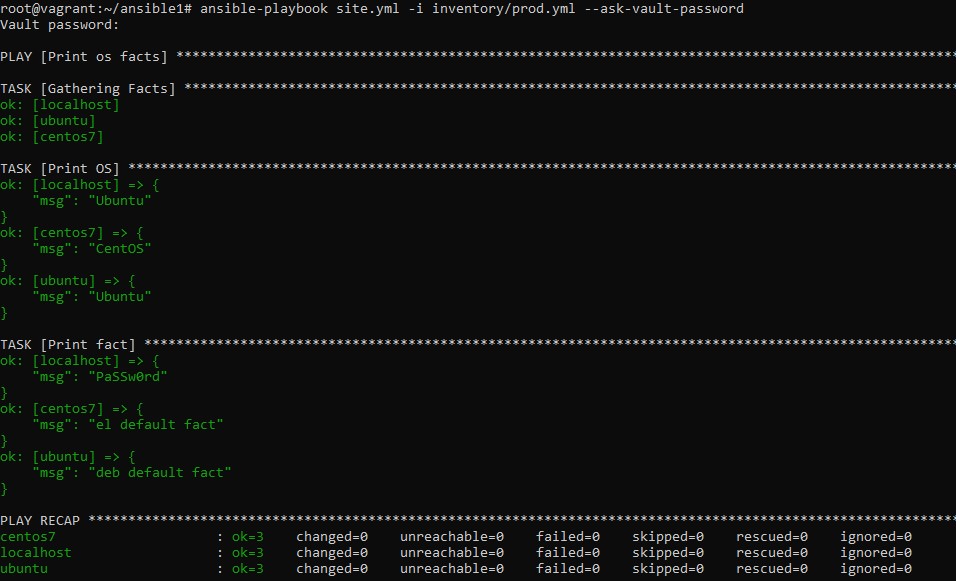 root@vagrant:~/ansible1# ansible-playbook site.yml -i inventory/prod.yml --ask-vault-password
Vault password:
PLAY [Print os facts] **************************************************************************************************
TASK [Gathering Facts] *************************************************************************************************
ok: [localhost]
ok: [ubuntu]
ok: [centos7]
TASK [Print OS] ********************************************************************************************************
ok: [localhost] => {
    "msg": "Ubuntu"
}
ok: [centos7] => {
    "msg": "CentOS"
}
ok: [ubuntu] => {
    "msg": "Ubuntu"
}
TASK [Print fact] ******************************************************************************************************
ok: [localhost] => {
    "msg": "PaSSw0rd"
}
ok: [centos7] => {
    "msg": "el default fact"
}
ok: [ubuntu] => {
    "msg": "deb default fact"
}
PLAY RECAP *************************************************************************************************************
centos7                    : ok=3    changed=0    unreachable=0    failed=0    skipped=0    rescued=0    ignored=0
localhost                  : ok=3    changed=0    unreachable=0    failed=0    skipped=0    rescued=0    ignored=0
ubuntu                     : ok=3    changed=0    unreachable=0    failed=0    skipped=0    rescued=0    ignored=0